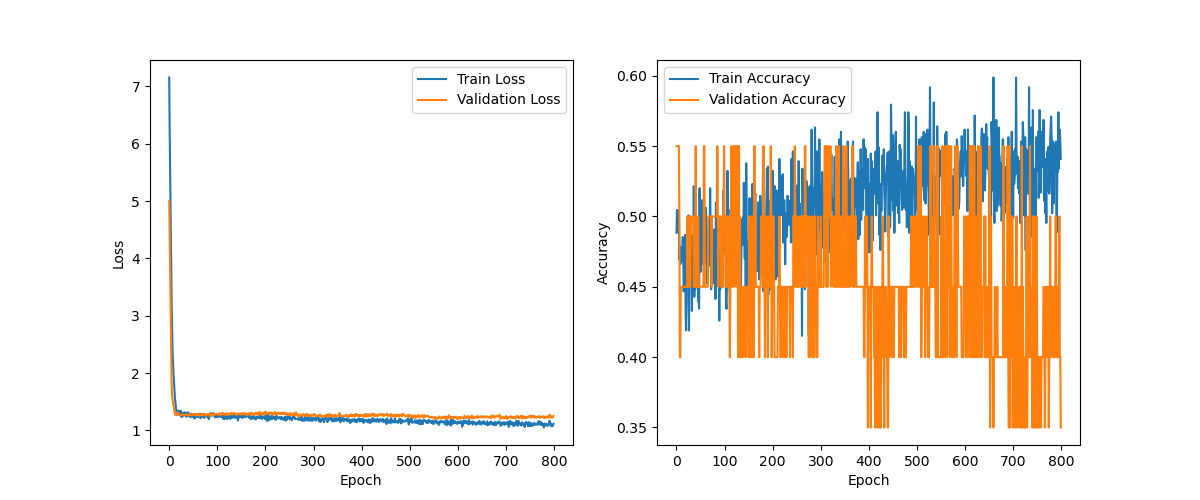 7
6
5
4
3
2
1
Loss
0 100 200 300 400 500 600 700 800
Epoch
Train Loss
Validation Loss
0.60
0.55
0.50
0.45
0.40
0.35
Accuracy
0 100 200 300 400 500 600 700 800
Epoch
Train Accuracy
Validation Accuracy